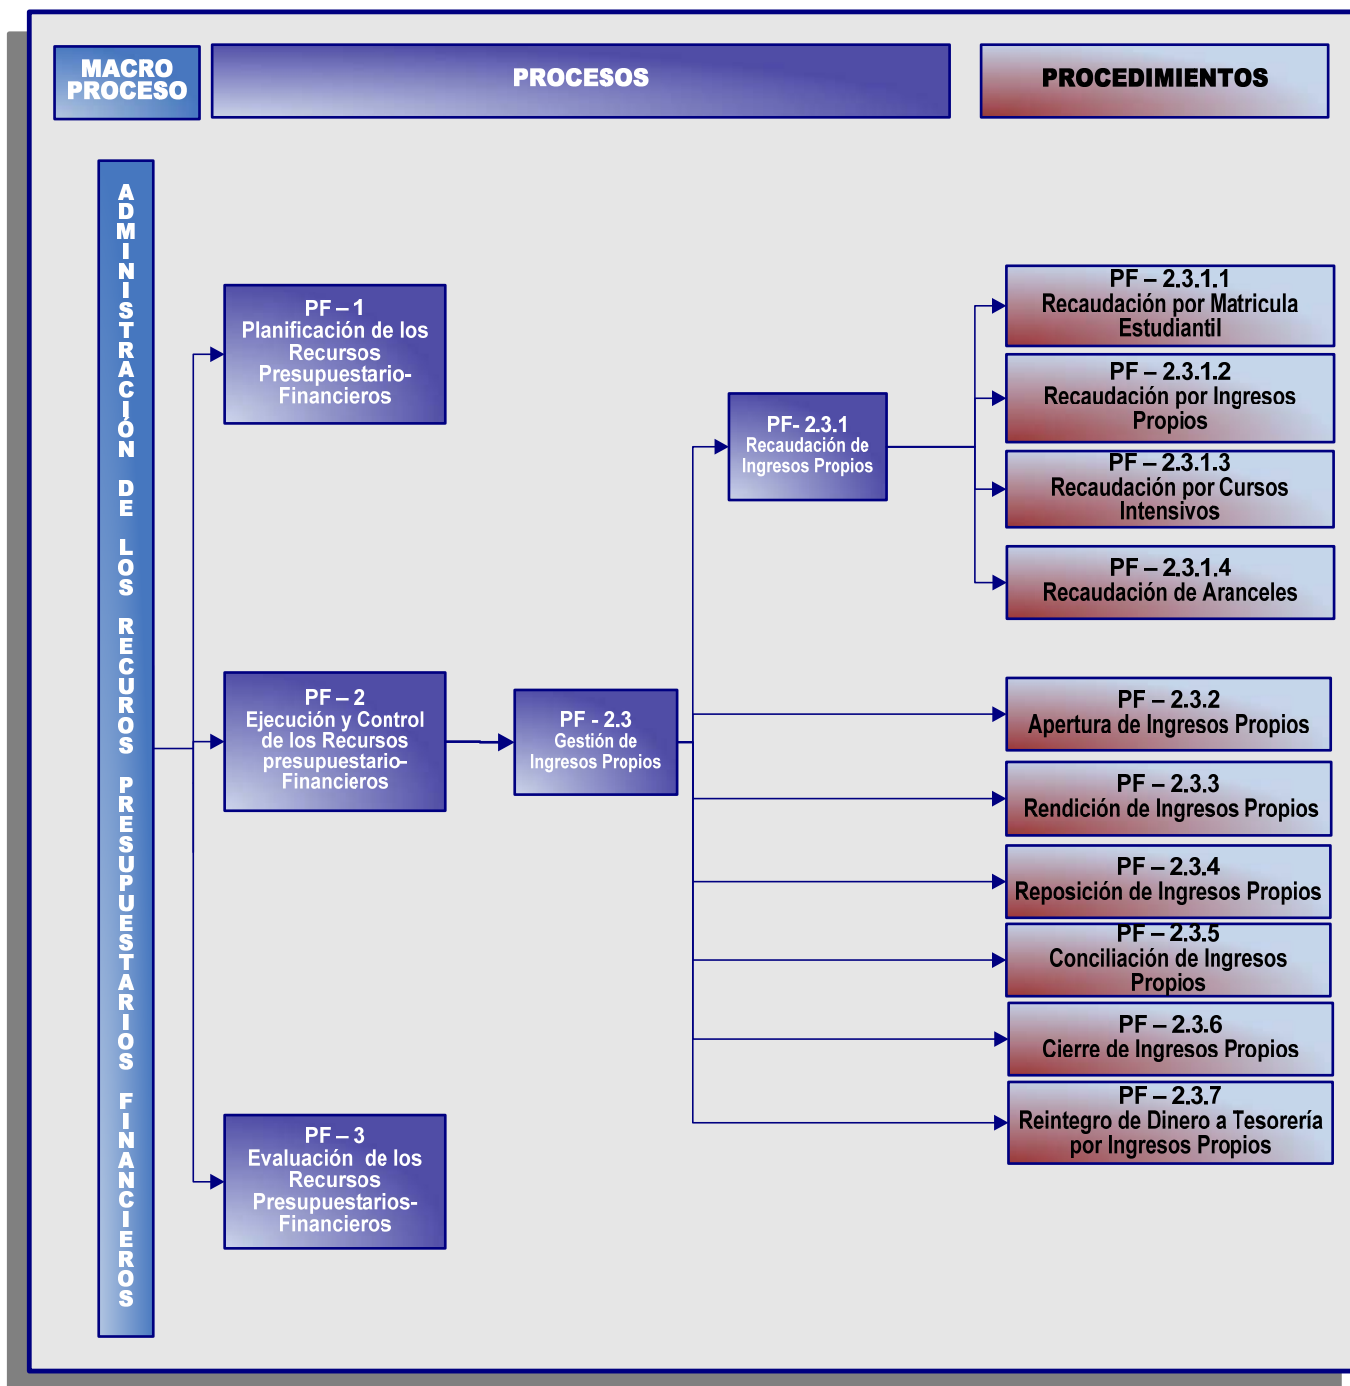 MACRO
PROCESO
PROCESOS
PROCEDIMIENTOS
ADMINISTRACIÓN DE LOS RECUROS PRESUPUESTARIOS FINANCIEROS
PF – 1
Planificación de los
Recursos
Presupuestario-
Financieros
PF – 2
Ejecución y Control
de los Recursos
presupuestario-
Financieros
PF – 3
Evaluación de los
Recursos
Presupuestarios-
Financieros
PF - 2.3
Gestión de
Ingresos Propios
PF- 2.3.1
Recaudación de
Ingresos Propios
PF – 2.3.1.1
Recaudación por Matricula
Estudiantil
PF – 2.3.1.2
Recaudación por Ingresos
Propios
PF – 2.3.1.3
Recaudación por Cursos
Intensivos
PF – 2.3.1.4
Recaudación de Aranceles
PF – 2.3.2
Apertura de Ingresos Propios
PF – 2.3.3
Rendición de Ingresos Propios
PF – 2.3.4
Reposición de Ingresos Propios
PF – 2.3.5
Conciliación de Ingresos
Propios
PF – 2.3.6
Cierre de Ingresos Propios
PF – 2.3.7
Reintegro de Dinero a Tesorería
por Ingresos Propios